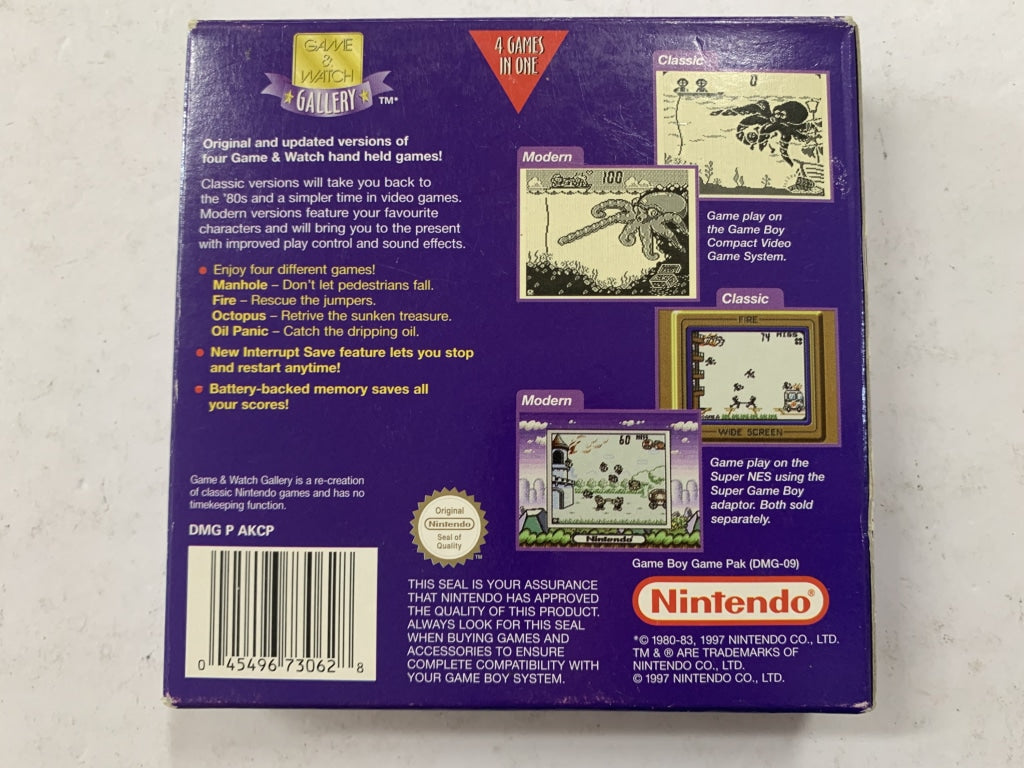 GAME
&
WATCH
GALLERY TM*
4 GAMES
IN ONE
Original and updated versions of
four Game & Watch hand held games!
Classic versions will take you back to
the '80s and a simpler time in video games.
Modern versions feature your favourite
characters and will bring you to the present
with improved play control and sound effects.
• Enjoy four different games!
Manhole – Don't let pedestrians fall.
Fire – Rescue the jumpers.
Octopus – Retrive the sunken treasure.
Oil Panic – Catch the dripping oil.
• New Interrupt Save feature lets you stop
and restart anytime!
• Battery-backed memory saves all
your scores!
Classic
0
Modern
100
Game play on
the Game Boy
Compact Video
Game System.
Classic
FIRE
74 MISS
WIDE SCREEN
Modern
60 MISS
Nintendo
Game play on the
Super NES using the
Super Game Boy
adaptor. Both sold
separately.
Game & Watch Gallery is a re-creation
of classic Nintendo games and has no
timekeeping function.
DMG P AKCP
0 45496 73062 8
Original
Nintendo
Seal of
Quality
TM
THIS SEAL IS YOUR ASSURANCE
THAT NINTENDO HAS APPROVED
THE QUALITY OF THIS PRODUCT.
ALWAYS LOOK FOR THIS SEAL
WHEN BUYING GAMES AND
ACCESSORIES TO ENSURE
COMPLETE COMPATIBILITY WITH
YOUR GAME BOY SYSTEM.
Game Boy Game Pak (DMG-09)
Nintendo®
*© 1980-83, 1997 NINTENDO CO., LTD.
TM & ® ARE TRADEMARKS OF
NINTENDO CO., LTD.
© 1997 NINTENDO CO., LTD.